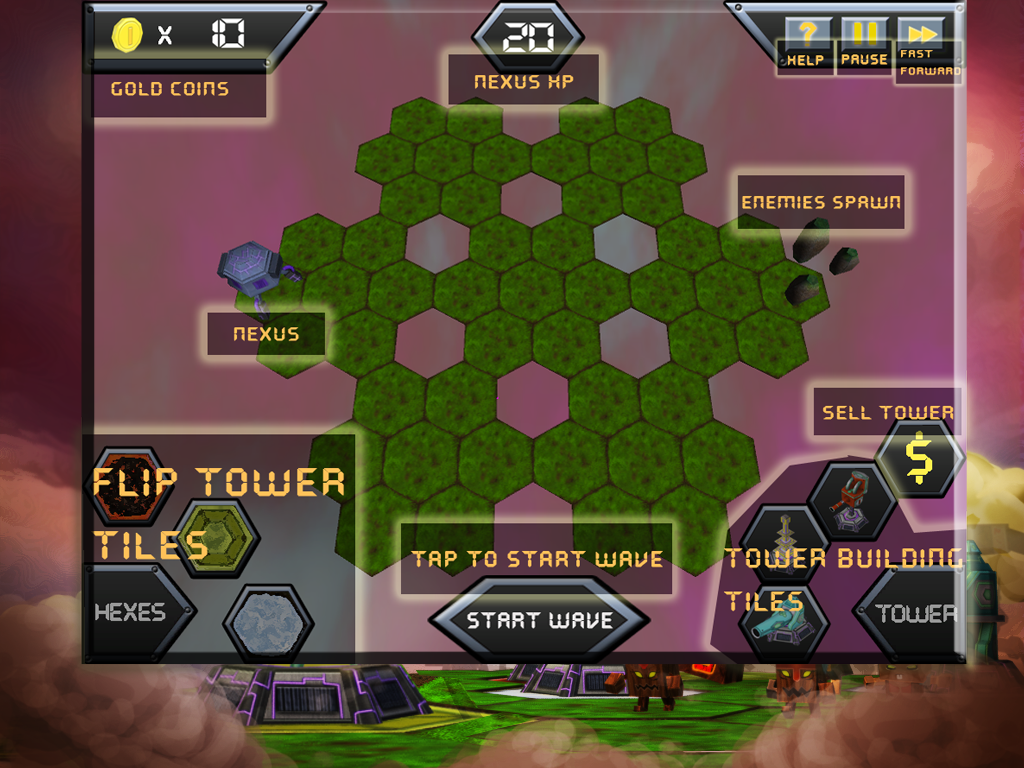 X 10
20
HELP
PAUSE
FAST
FORWARD
GOLD COINS
NEXUS HP
ENEMIES SPAWN
NEXUS
SELL TOWER
$
FLIP TOWER
TILES
TAP TO START WAVE
TOWER BUILDING
TILES
HEXES
START WAVE
TOWER